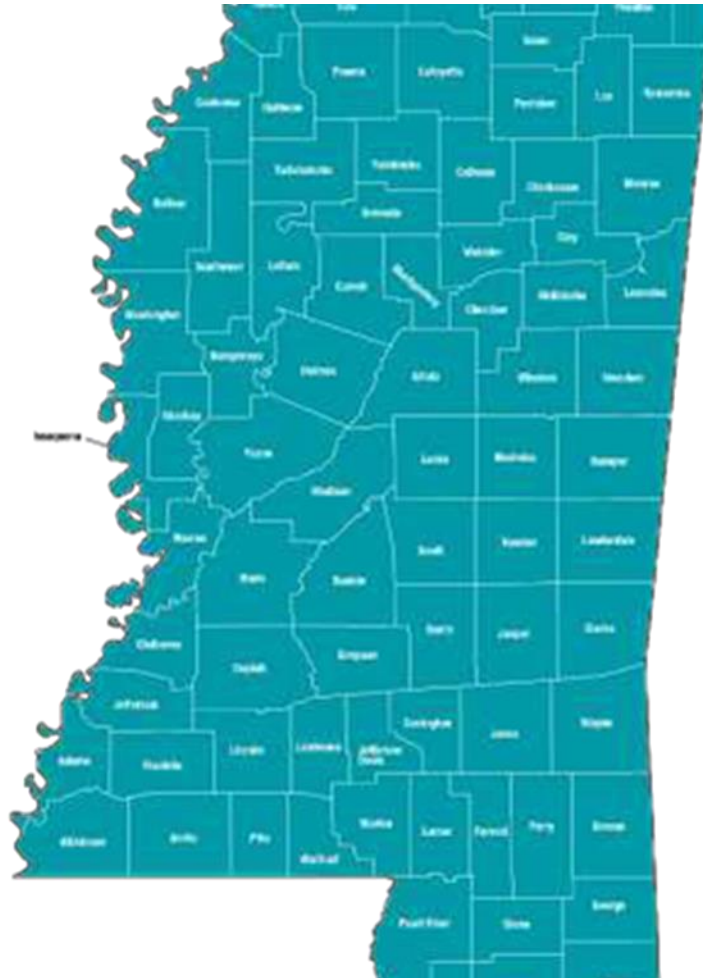 Panola
Lafayette
Union
Coahoma
Quitman
Pontotoc
Lee
Itawamba
Tallahatchie
Yalobusha
Calhoun
Chickasaw
Monroe
Bolivar
Grenada
Sunflower
Leflore
Carroll
Montgomery
Webster
Clay
Washington
Choctaw
Oktibbeha
Lowndes
Humphreys
Holmes
Attala
Winston
Noxubee
Sharkey
Issaquena
Yazoo
Leake
Neshoba
Kemper
Madison
Warren
Scott
Newton
Lauderdale
Hinds
Rankin
Smith
Jasper
Clarke
Claiborne
Copiah
Simpson
Jefferson
Covington
Jones
Wayne
Adams
Franklin
Lincoln
Lawrence
Jefferson
Davis
Wilkinson
Amite
Pike
Walthall
Marion
Lamar
Forrest
Perry
Greene
Pearl River
Stone
George